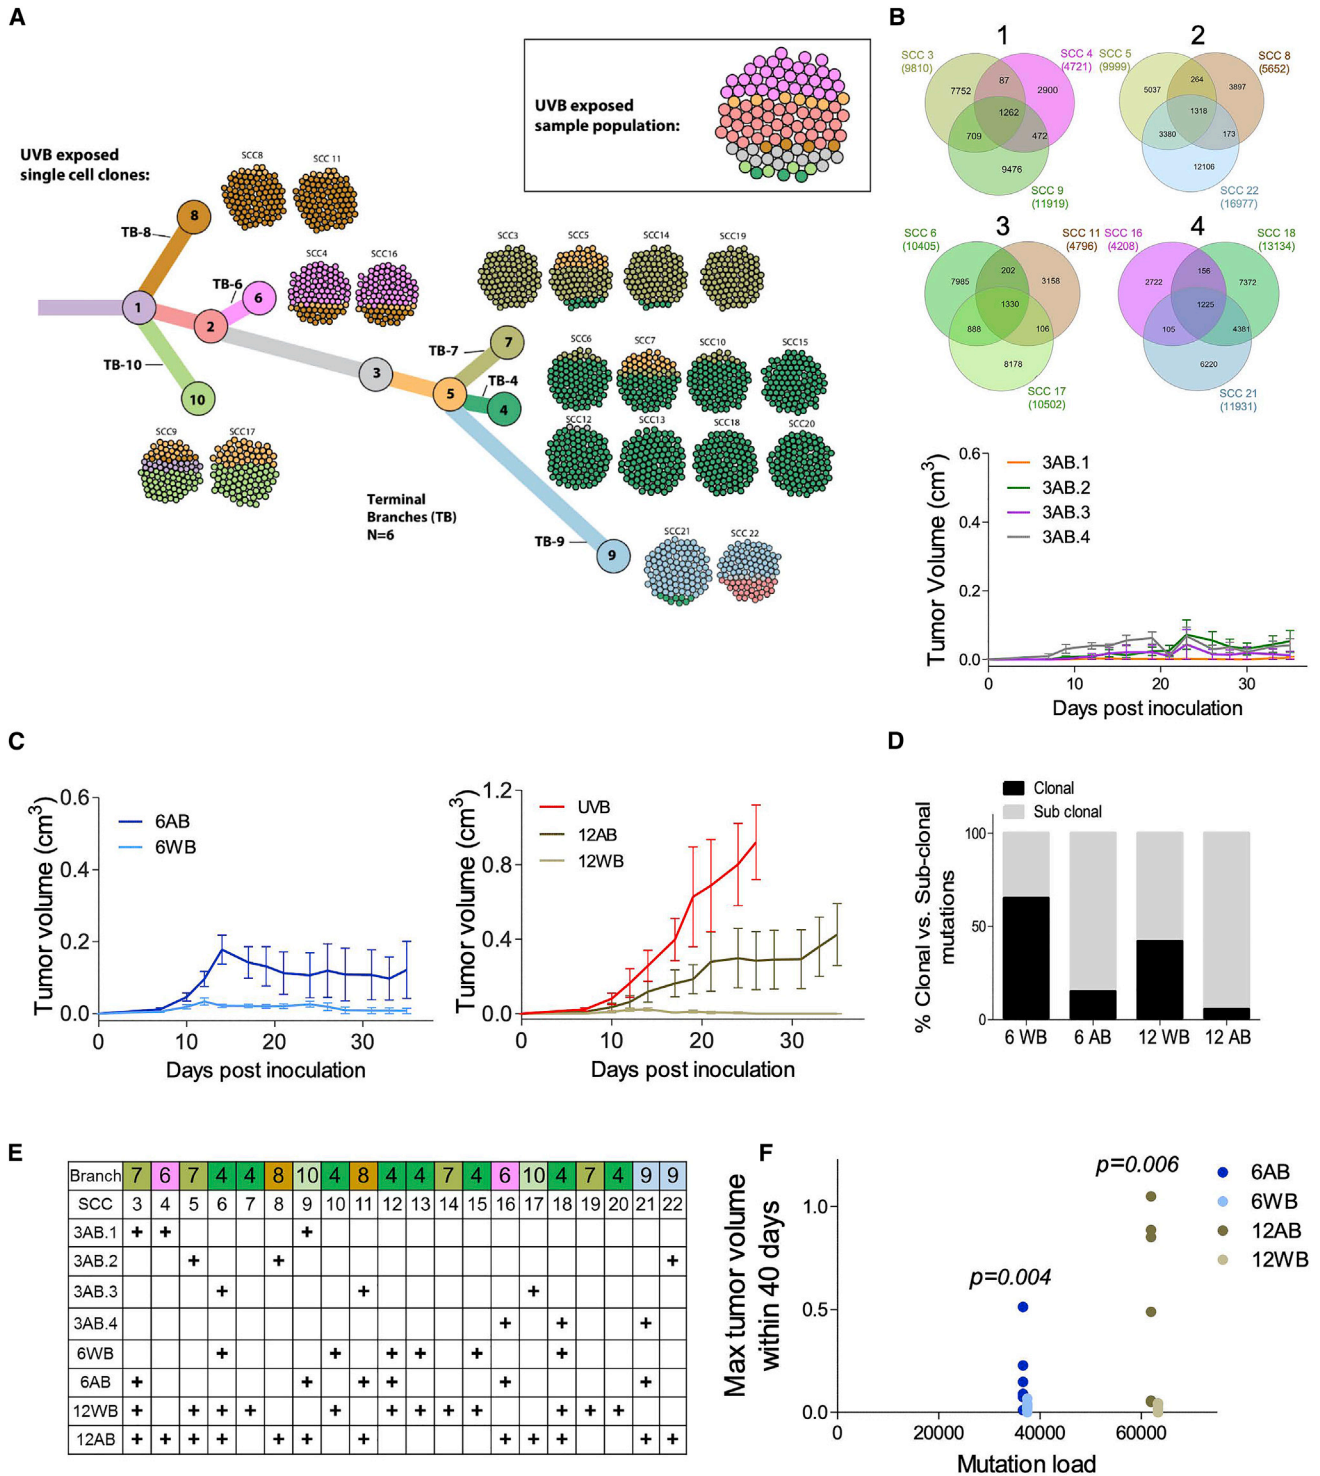 A
UVB exposed
sample population:
UVB exposed
single cell clones:
SCC8
SCC 11
TB-8
8
SCC4
SCC16
TB-6
6
1
2
TB-10
10
SCC9
SCC17
3
SCC3
SCC5
SCC14
SCC19
TB-7
7
TB-4
5
4
SCC6
SCC7
SCC10
SCC15
SCC12
SCC13
SCC18
SCC20
Terminal
Branches (TB)
N=6
TB-9
9
SCC21
SCC 22
B
1
SCC 3
(9810)
SCC 4
(4721)
7752
87
2900
1262
709
472
9476
SCC 9
(11919)
2
SCC 5
(9999)
SCC 8
(5652)
5037
264
3897
1318
3380
173
12106
SCC 22
(16977)
3
SCC 6
(10405)
SCC 11
(4796)
7985
202
3158
1330
888
106
8178
SCC 17
(10502)
4
SCC 16
(4208)
SCC 18
(13134)
2722
156
7372
1225
105
4381
6220
SCC 21
(11931)
Tumor Volume (cm3)
0.6
0.4
0.2
0.0
3AB.1
3AB.2
3AB.3
3AB.4
0 10 20 30
Days post inoculation
C
Tumor volume (cm3)
0.6
0.4
0.2
0.0
6AB
6WB
0 10 20 30
Days post inoculation
Tumor volume (cm3)
1.2
0.8
0.4
0.0
UVB
12AB
12WB
0 10 20 30
Days post inoculation
D
Clonal
Sub clonal
% Clonal vs. Sub-clonal
mutations
100
50
0
6 WB 6 AB 12 WB 12 AB
E
Branch 7 6 7 4 4 8 10 4 8 4 4 7 4 6 10 4 7 4 9 9
SCC 3 4 5 6 7 8 9 10 11 12 13 14 15 16 17 18 19 20 21 22
3AB.1 + + +
3AB.2 + + +
3AB.3 + + +
3AB.4 + + +
6WB + + + + + +
6AB + + + + + +
12WB + + + + + + + + + + + +
12AB + + + + + + + + + + + +
F
Max tumor volume
within 40 days
1.0
0.5
0.0
p=0.004
p=0.006
6AB
6WB
12AB
12WB
0 20000 40000 60000
Mutation load